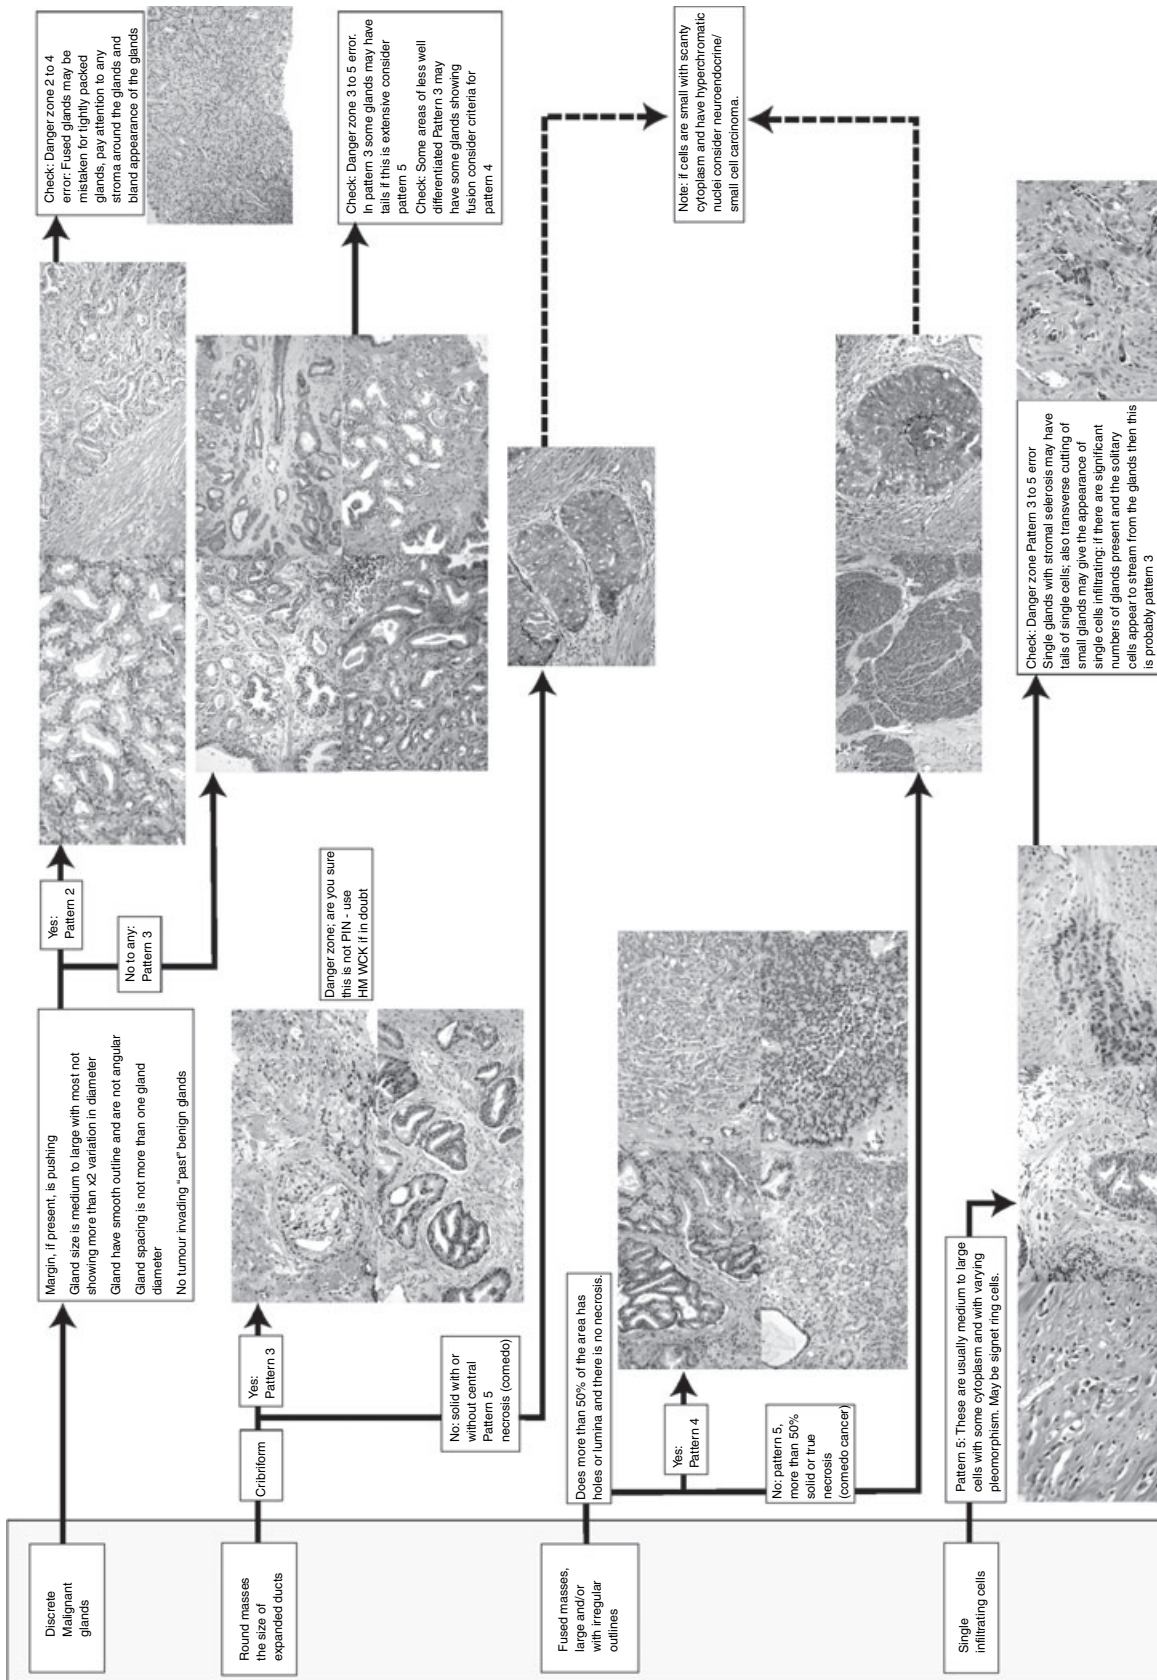 Discrete
Malignant
glands
Margin, if present, is pushing
Gland size is medium to large with most not
showing more than x2 variation in diameter
Gland have smooth outline and are not angular
Gland spacing is not more than one gland
diameter
No tumour invading "past" benign glands
Yes:
Pattern 2
No to any:
Pattern 3
Check: Danger zone 2 to 4
error: Fused glands may be
mistaken for tightly packed
glands, pay attention to any
stroma around the glands and
bland appearance of the glands
Check: Danger zone 3 to 5 error.
In pattern 3 some glands may have
tails if this is extensive consider
pattern 5
Check: Some areas of less well
differentiated Pattern 3 may
have some glands showing
fusion consider criteria for
pattern 4
Round masses
the size of
expanded ducts
Cribriform
Yes:
Pattern 3
Danger zone; are you sure
this is not PIN - use
HM WCK if in doubt
No: solid with or
without central
Pattern 5
necrosis (comedo)
Note: if cells are small with scanty
cytoplasm and have hyperchromatic
nuclei consider neuroendocrine/
small cell carcinoma.
Fused masses,
large and/or
with irregular
outlines
Does more than 50% of the area has
holes or lumina and there is no necrosis.
Yes:
Pattern 4
No: pattern 5,
more than 50%
solid or true
necrosis
(comedo cancer)
Single
infiltrating cells
Pattern 5: These are usually medium to large
cells with some cytoplasm and with varying
pleomorphism. May be signet ring cells.
Check: Danger zone Pattern 3 to 5 error
Single glands with stromal selerosis may have
tails of single cells; also transverse cutting of
small glands may give the appearance of
single cells infiltrating: if there are significant
numbers of glands present and the solitary
cells appear to stream from the glands then this
is probably pattern 3